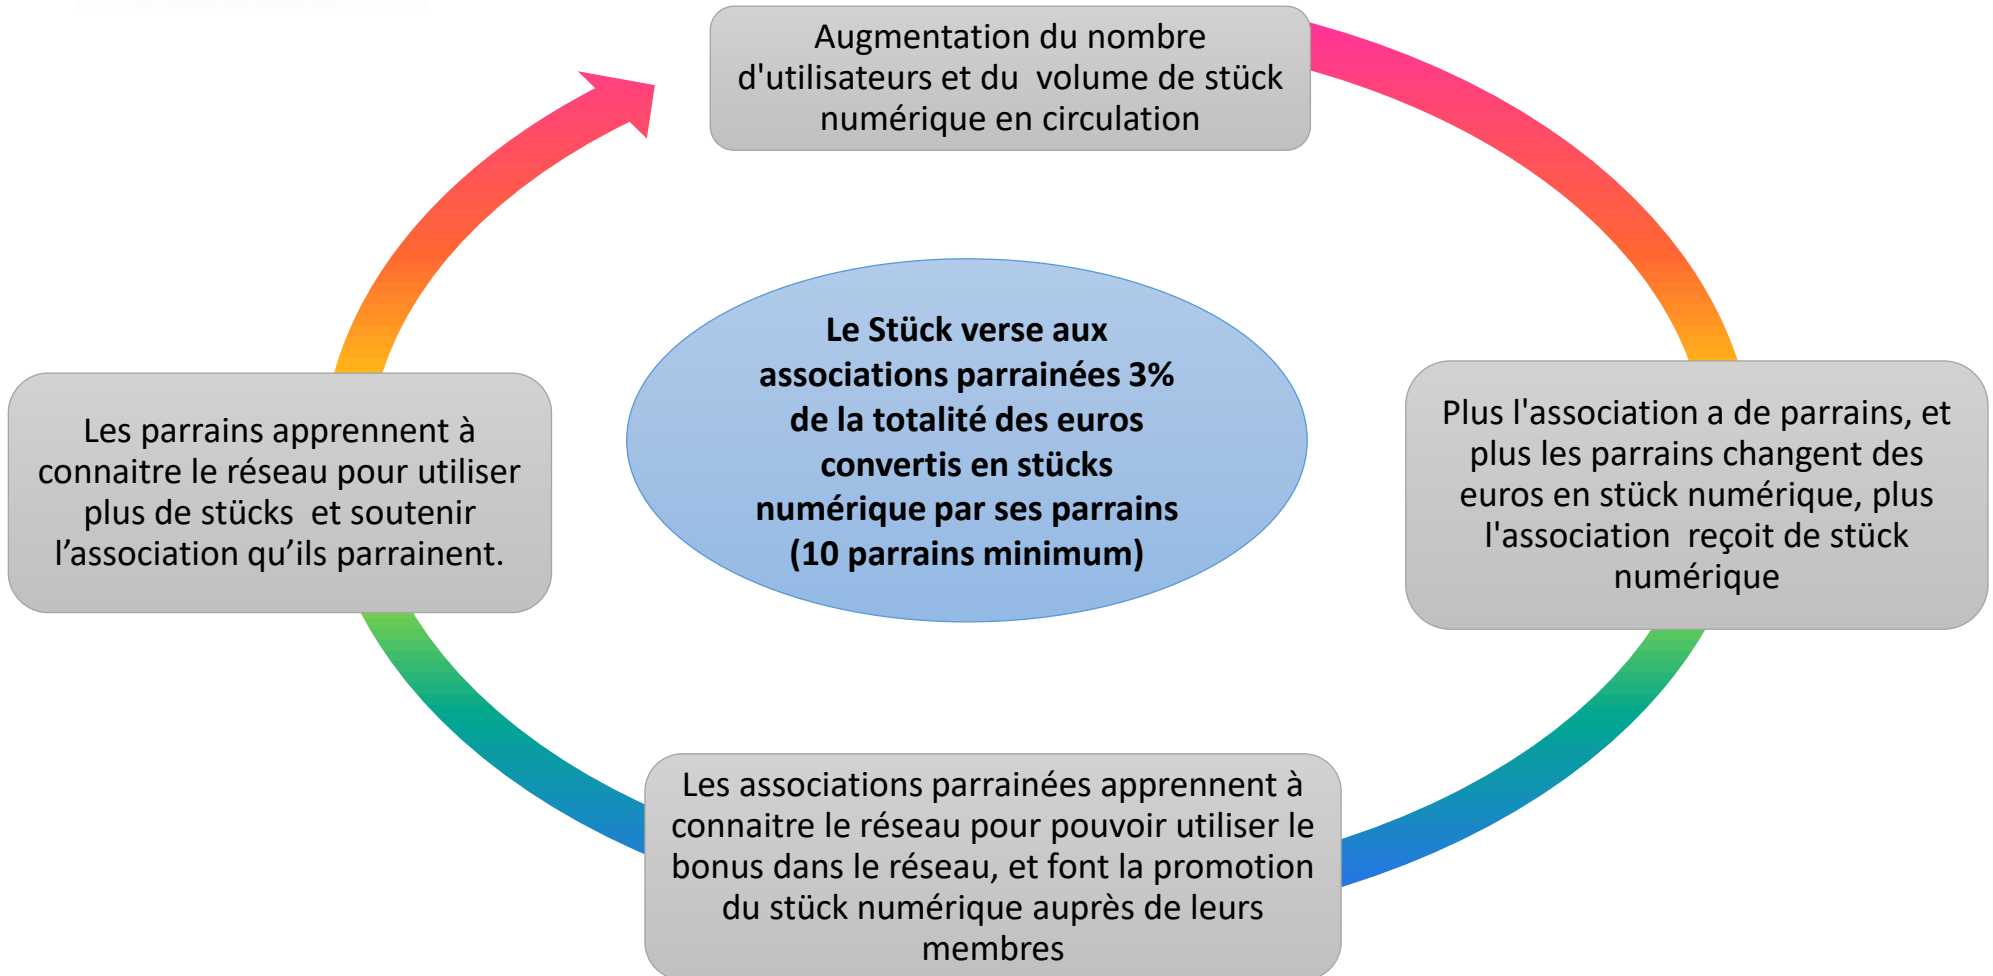 Augmentation du nombre
d'utilisateurs et du  volume de stück
numérique en circulation
Le Stück verse aux
associations parrainées 3%
de la totalité des euros
convertis en stücks
numérique par ses parrains
(10 parrains minimum)
Plus l'association a de parrains, et
plus les parrains changent des
euros en stück numérique, plus
l'association  reçoit de stück
numérique
Les associations parrainées apprennent à
connaitre le réseau pour pouvoir utiliser le
bonus dans le réseau, et font la promotion
du stück numérique auprès de leurs
membres
Les parrains apprennent à
connaitre le réseau pour utiliser
plus de stücks  et soutenir
l’association qu’ils parrainent.